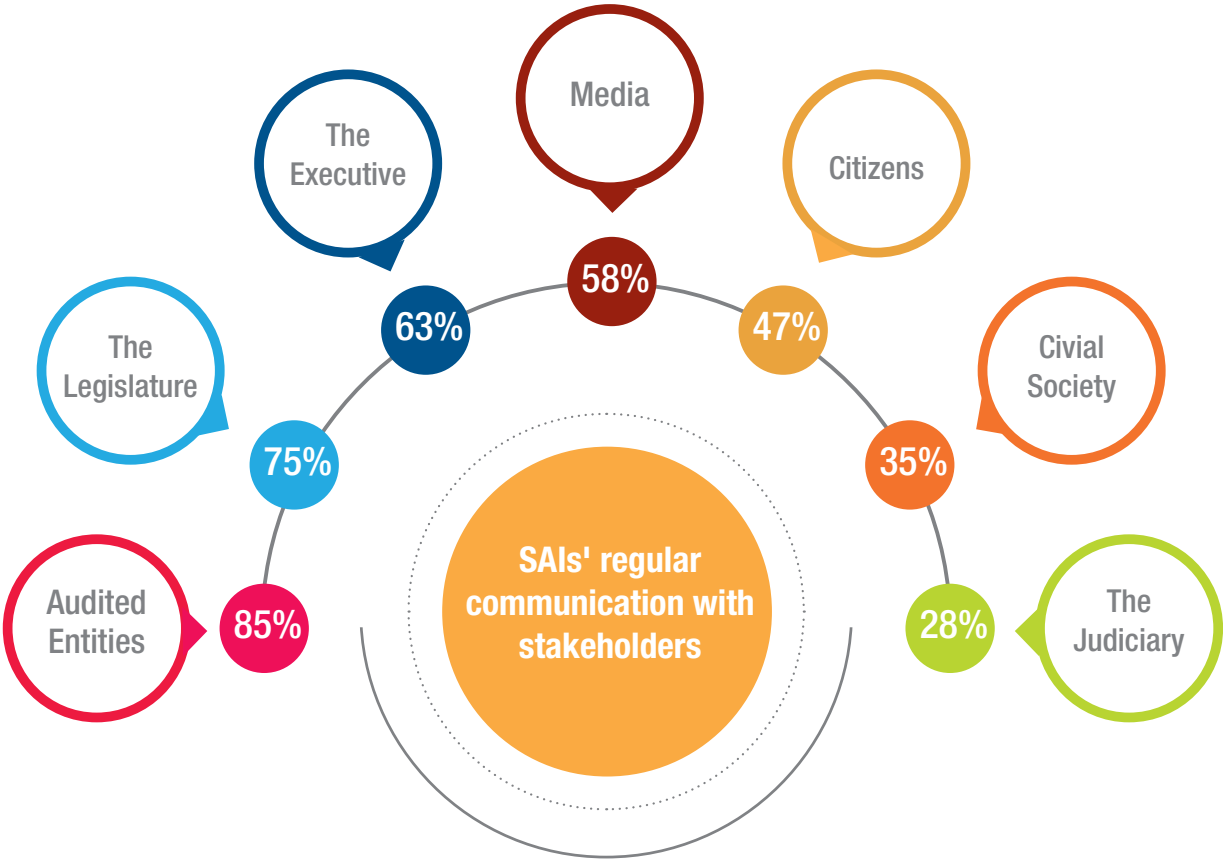 Media
The
Executive
Citizens
58%
63%
47%
The
Legislature
Civial
Society
75%
35%
SAIs' regular
communication with
stakeholders
Audited
Entities
85%
28%
The
Judiciary